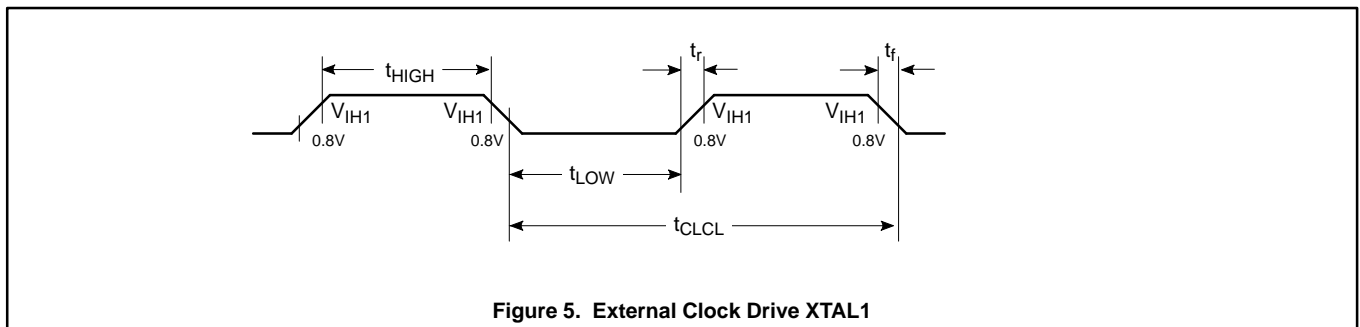 tr
tf
tHIGH
VIH1
VIH1
VIH1
VIH1
0.8V
0.8V
0.8V
0.8V
tLOW
tCLCL
Figure 5. External Clock Drive XTAL1